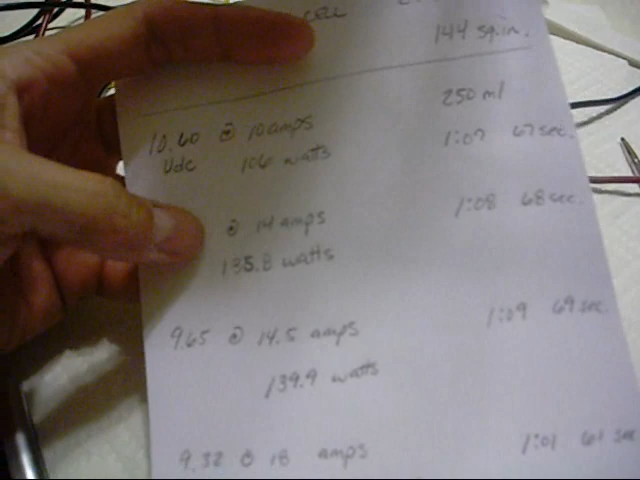 cell
144 sq.in.
250 ml
10.60 @ 10 amps 1:07 67 sec.
Vdc 106 watts
@ 14 amps 1:08 68 sec.
135.8 watts
9.65 @ 14.5 amps 1:09 69 sec.
139.9 watts
9.32 @ 18 amps 1:01 61 sec